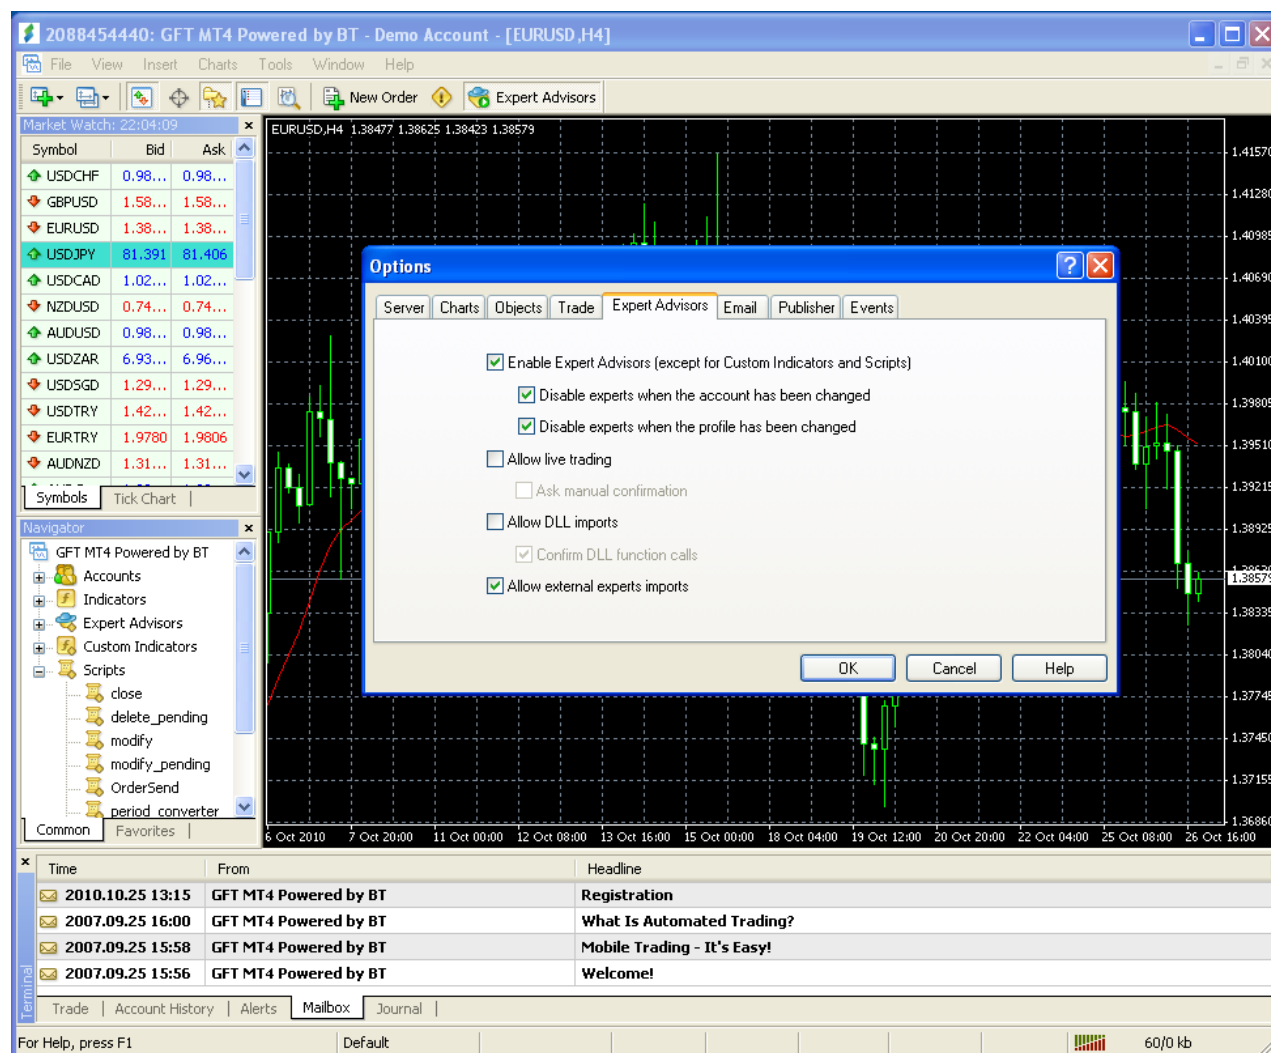 2088454440: GFT MT4 Powered by BT - Demo Account - [EURUSD,H4]
File View Insert Charts Tools Window Help
New Order Expert Advisors
Market Watch: 22:04:09
Symbol Bid Ask
USDCHF 0.98... 0.98...
GBPUSD 1.58... 1.58...
EURUSD 1.38... 1.38...
USDJPY 81.391 81.406
USDCAD 1.02... 1.02...
NZDUSD 0.74... 0.74...
AUDUSD 0.98... 0.98...
USDZAR 6.93... 6.96...
USDSGD 1.29... 1.29...
USDTRY 1.42... 1.42...
EURTRY 1.9780 1.9806
AUDNZD 1.31... 1.31...
Symbols Tick Chart
Navigator
GFT MT4 Powered by BT
Accounts
Indicators
Expert Advisors
Custom Indicators
Scripts
close
delete_pending
modify
modify_pending
OrderSend
period_converter
Common Favorites
EURUSD,H4 1.38477 1.38625 1.38423 1.38579
1.41570
1.41280
1.40985
1.40690
1.40395
1.40100
1.39805
1.39510
1.39215
1.38925
1.38579
1.38335
1.38040
1.37745
1.37450
1.37155
1.36860
6 Oct 2010 7 Oct 20:00 11 Oct 00:00 12 Oct 08:00 13 Oct 16:00 15 Oct 00:00 18 Oct 04:00 19 Oct 12:00 20 Oct 20:00 22 Oct 04:00 25 Oct 08:00 26 Oct 16:00
Options
Server Charts Objects Trade Expert Advisors Email Publisher Events
Enable Expert Advisors (except for Custom Indicators and Scripts)
Disable experts when the account has been changed
Disable experts when the profile has been changed
Allow live trading
Ask manual confirmation
Allow DLL imports
Confirm DLL function calls
Allow external experts imports
OK Cancel Help
Time From Headline
2010.10.25 13:15 GFT MT4 Powered by BT Registration
2007.09.25 16:00 GFT MT4 Powered by BT What Is Automated Trading?
2007.09.25 15:58 GFT MT4 Powered by BT Mobile Trading - It's Easy!
2007.09.25 15:56 GFT MT4 Powered by BT Welcome!
Terminal
Trade Account History Alerts Mailbox Journal
For Help, press F1 Default 60/0 kb